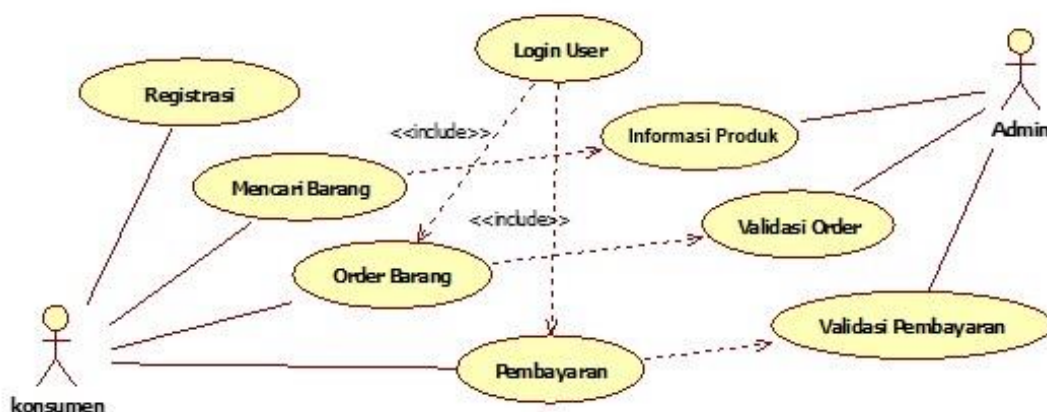 Login User
Registrasi
<<include>>
Informasi Produk
Admin
Mencari Barang
<<include>>
Validasi Order
Order Barang
Validasi Pembayaran
Pembayaran
konsumen